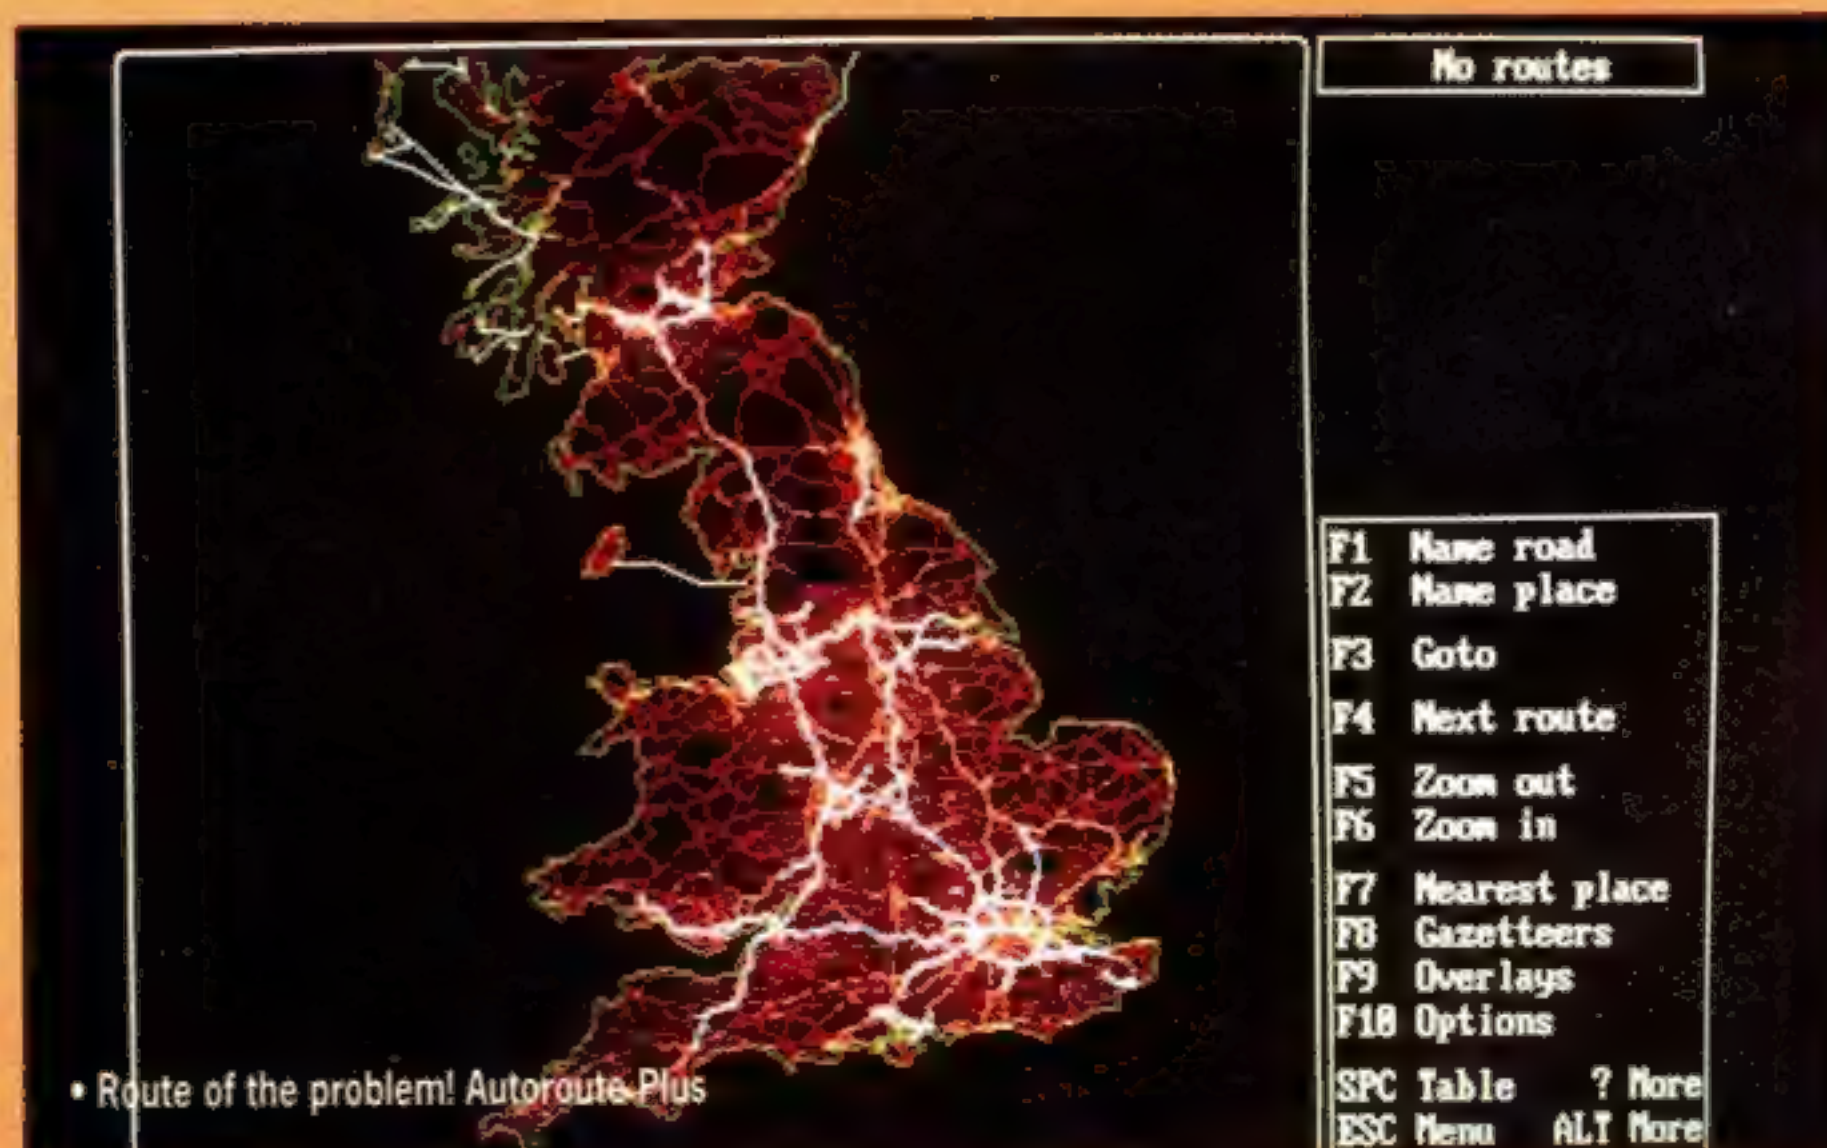 No routes
F1 Name road
F2 Name place
F3 Goto
F4 Next route
F5 Zoom out
F6 Zoom in
F7 Nearest place
F8 Gazetteers
F9 Overlays
F10 Options
SPC Table ? More
ESC Menu ALT More
• Route of the problem! Autoroute Plus